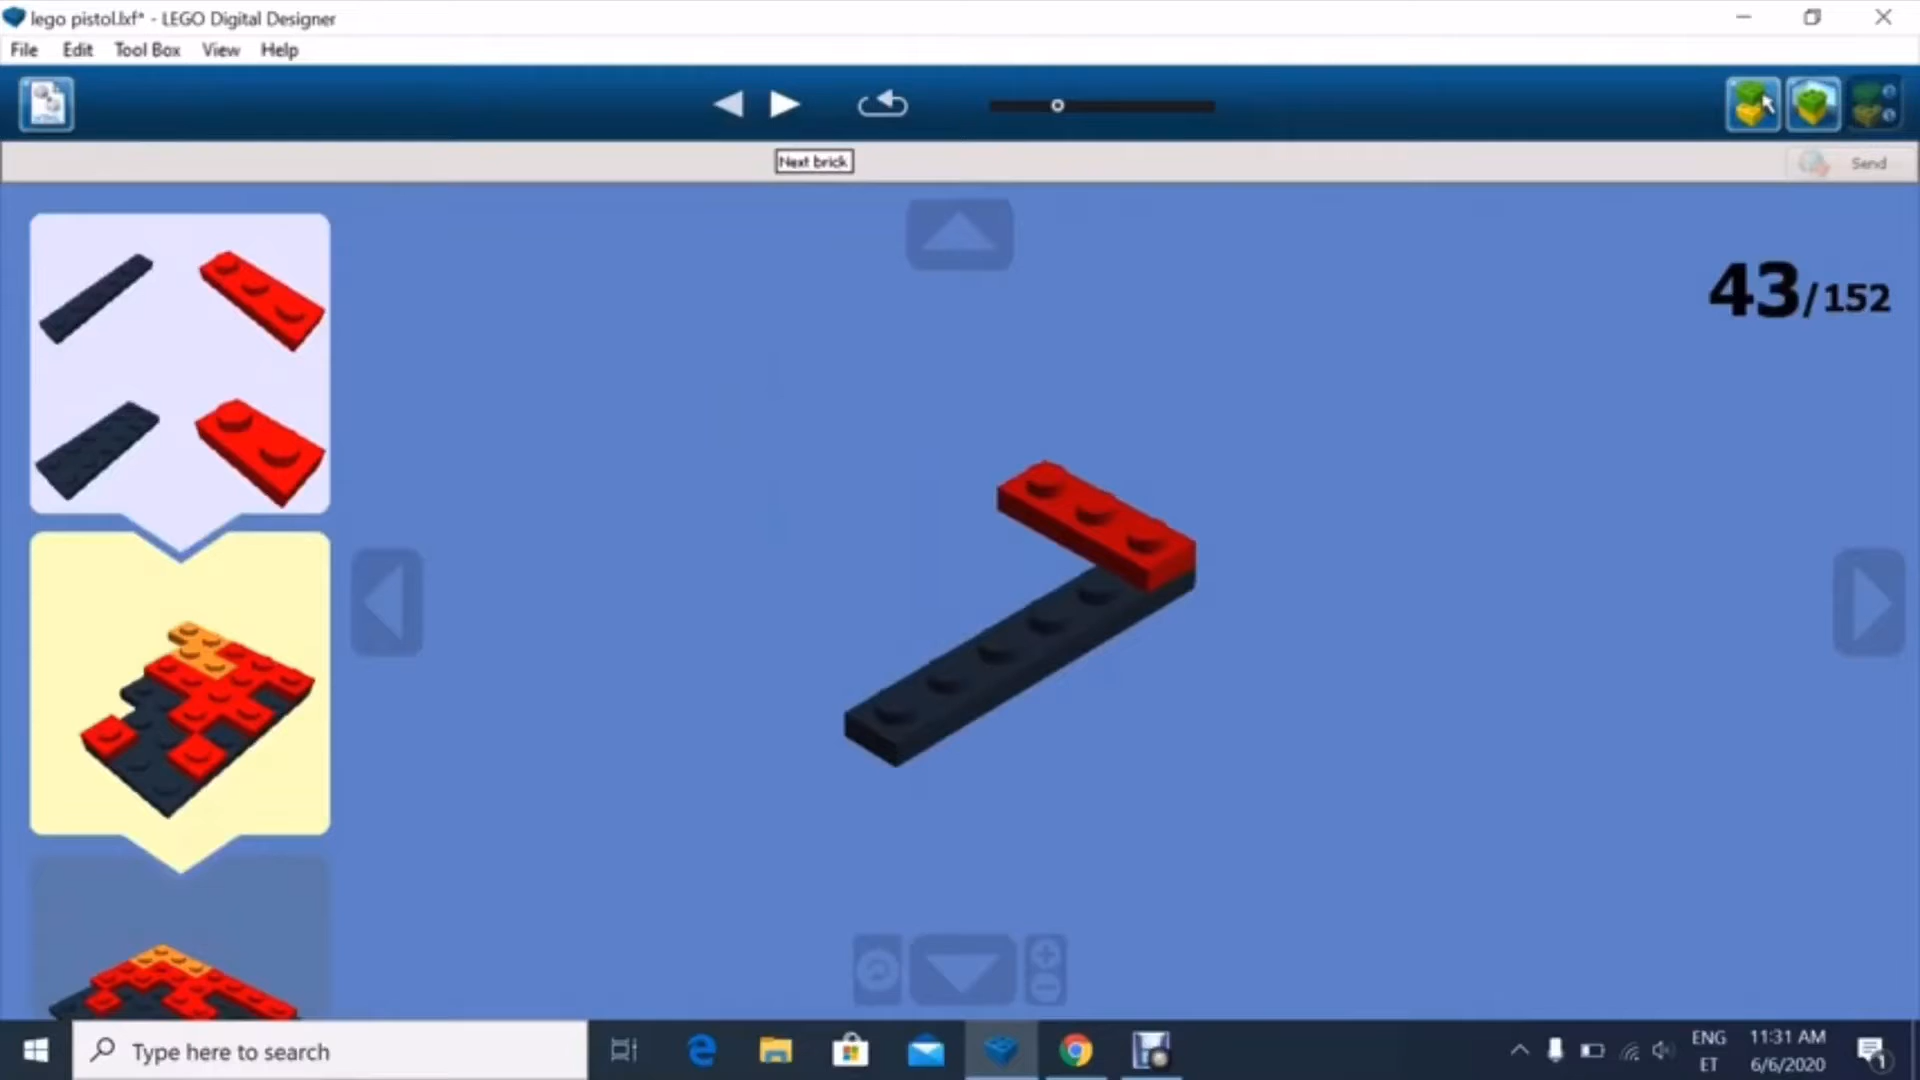 lego pistol.lxf* - LEGO Digital Designer
File Edit Tool Box View Help
Next brick
Send
43/152
Type here to search
ENG
ET
11:31 AM
6/6/2020
1